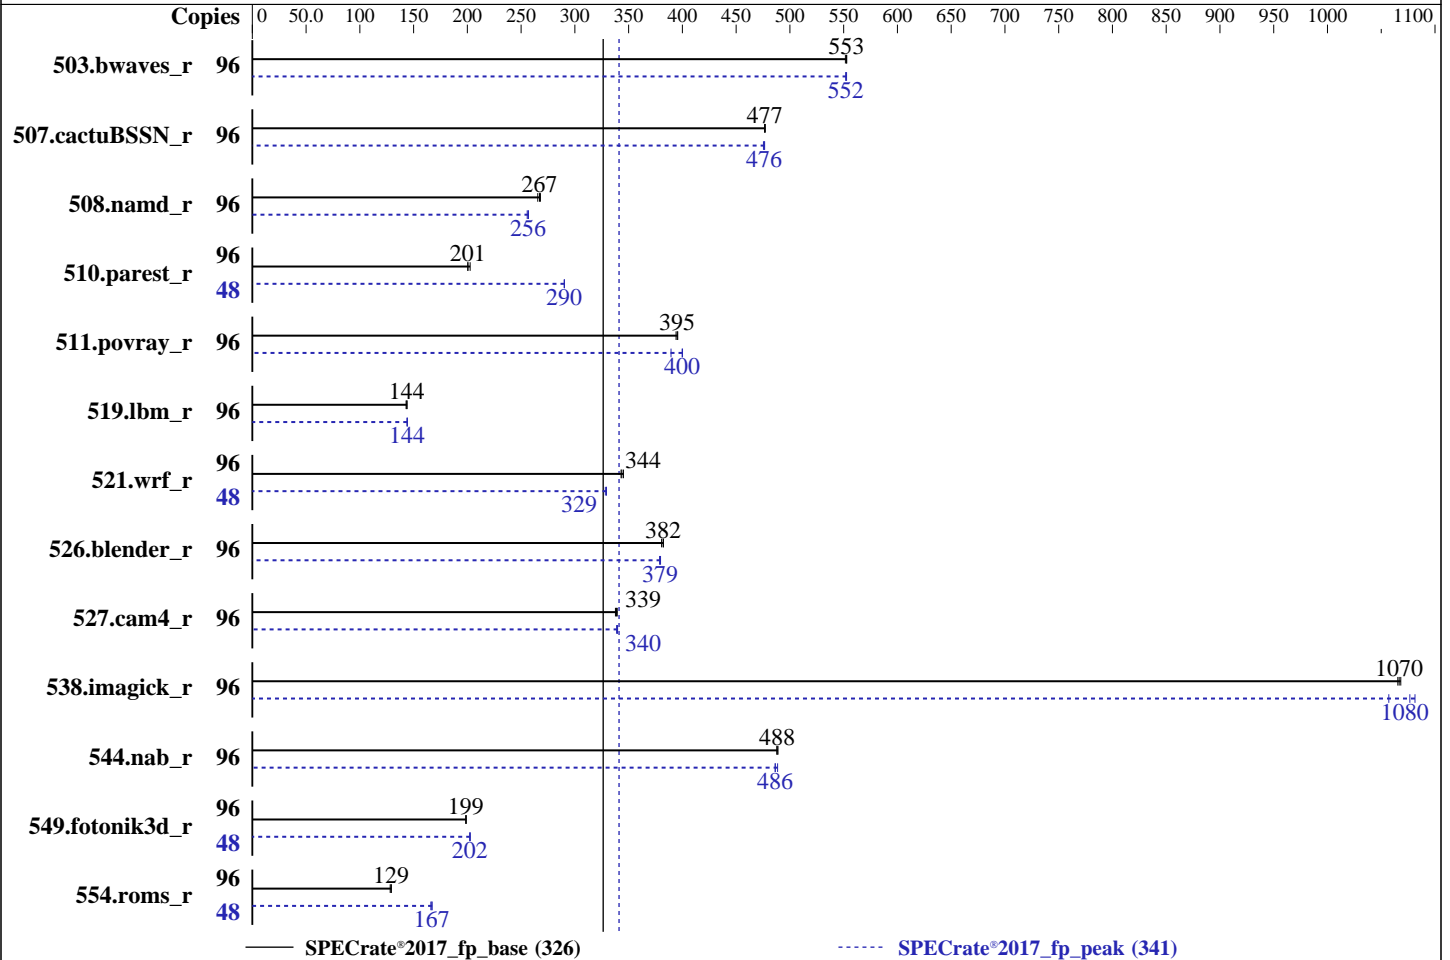 Copies 0 50.0 100 150 200 250 300 350 400 450 500 550 600 650 700 750 800 850 900 950 1000 1100
503.bwaves_r 96 553
552
507.cactuBSSN_r 96 477
476
508.namd_r 96 267
256
510.parest_r 96 201
48 290
511.povray_r 96 395
400
519.lbm_r 96 144
144
521.wrf_r 96 344
48 329
526.blender_r 96 382
379
527.cam4_r 96 339
340
538.imagick_r 96 1070
1080
544.nab_r 96 488
486
549.fotonik3d_r 96 199
48 202
554.roms_r 96 129
48 167
SPECrate®2017_fp_base (326) SPECrate®2017_fp_peak (341)